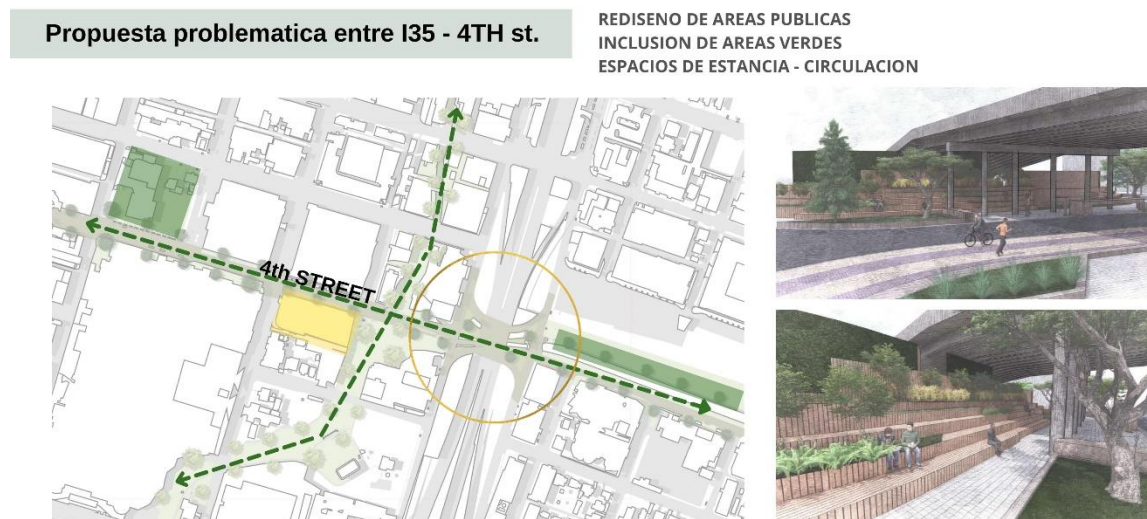 Propuesta problematica entre I35 - 4TH st.
REDISENO DE AREAS PUBLICAS
INCLUSION DE AREAS VERDES
ESPACIOS DE ESTANCIA - CIRCULACION
4th STREET